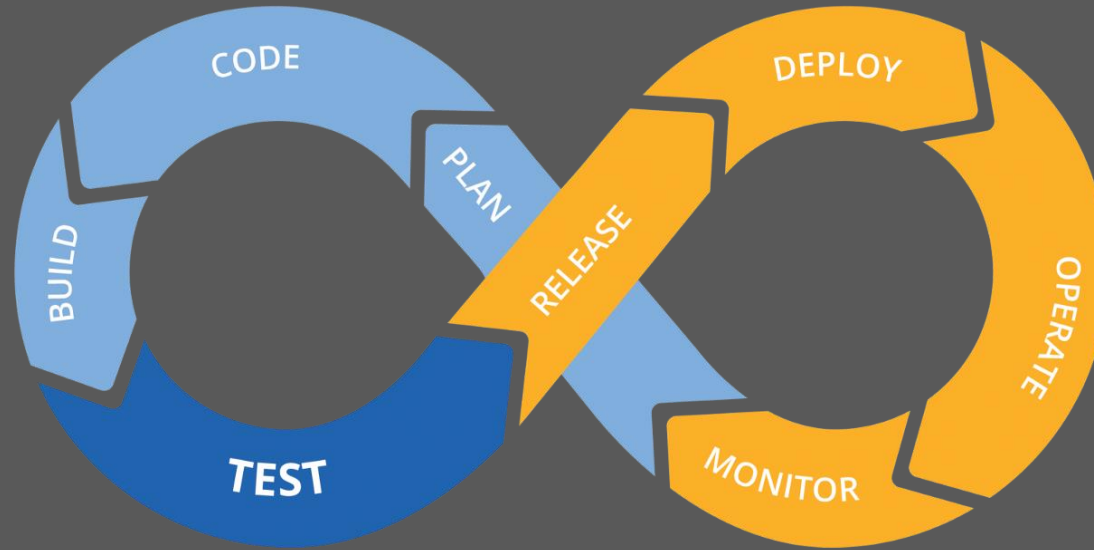 CODE
DEPLOY
PLAN
BUILD
RELEASE
OPERATE
TEST
MONITOR